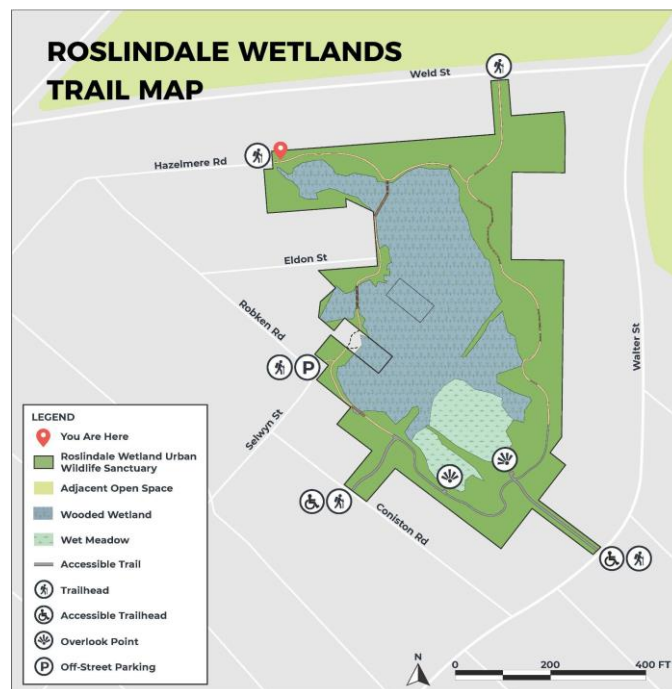 ROSLINDALE WETLANDS
TRAIL MAP
Weld St
Hazelmere Rd
Eldon St
Robken Rd
Walter St
P
Selwyn St
Coniston Rd
LEGEND
You Are Here
Roslindale Wetland Urban
Wildlife Sanctuary
Adjacent Open Space
Wooded Wetland
Wet Meadow
Accessible Trail
Trailhead
Accessible Trailhead
Overlook Point
P
Off-Street Parking
N
0
200
400 FT